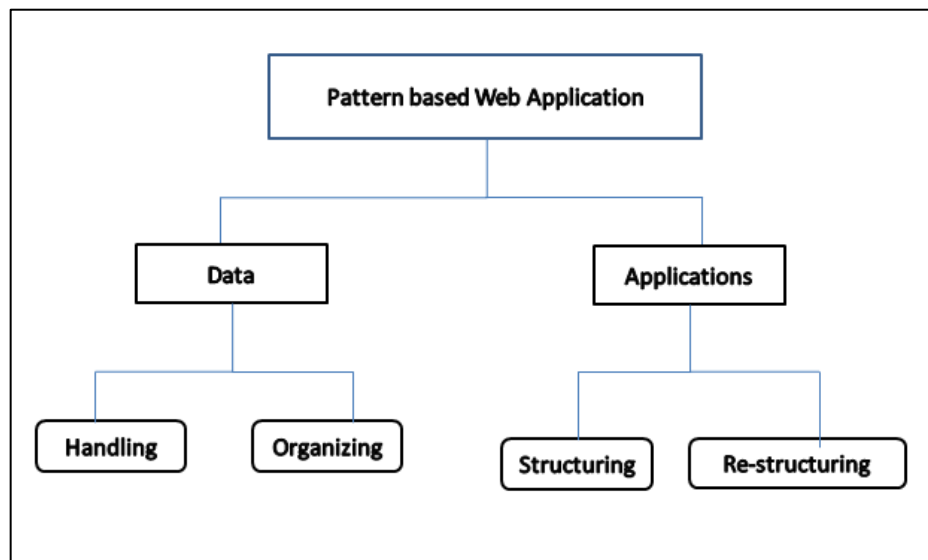 Pattern based Web Application
Data
Applications
Handling
Organizing
Structuring
Re-structuring